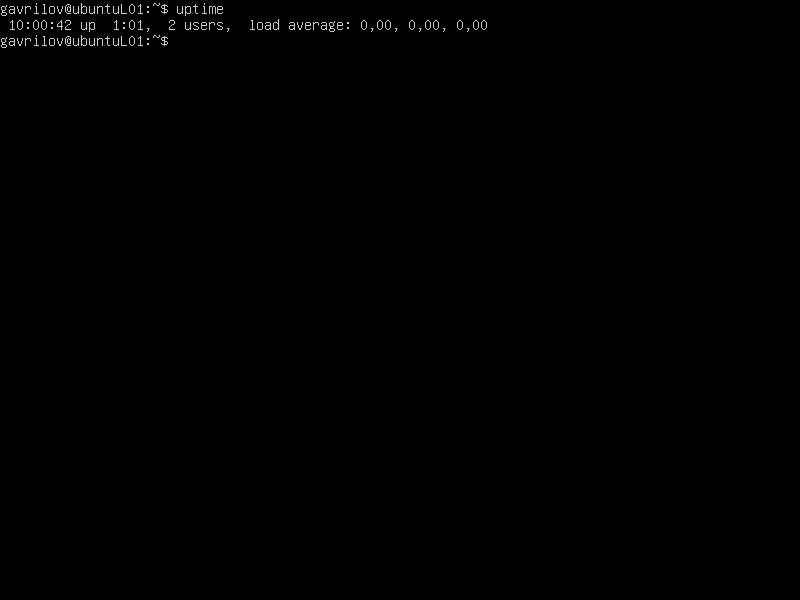 gavrilov@ubuntuL01:~$ uptime
 10:00:42 up  1:01,  2 users,  load average: 0,00, 0,00, 0,00
gavrilov@ubuntuL01:~$